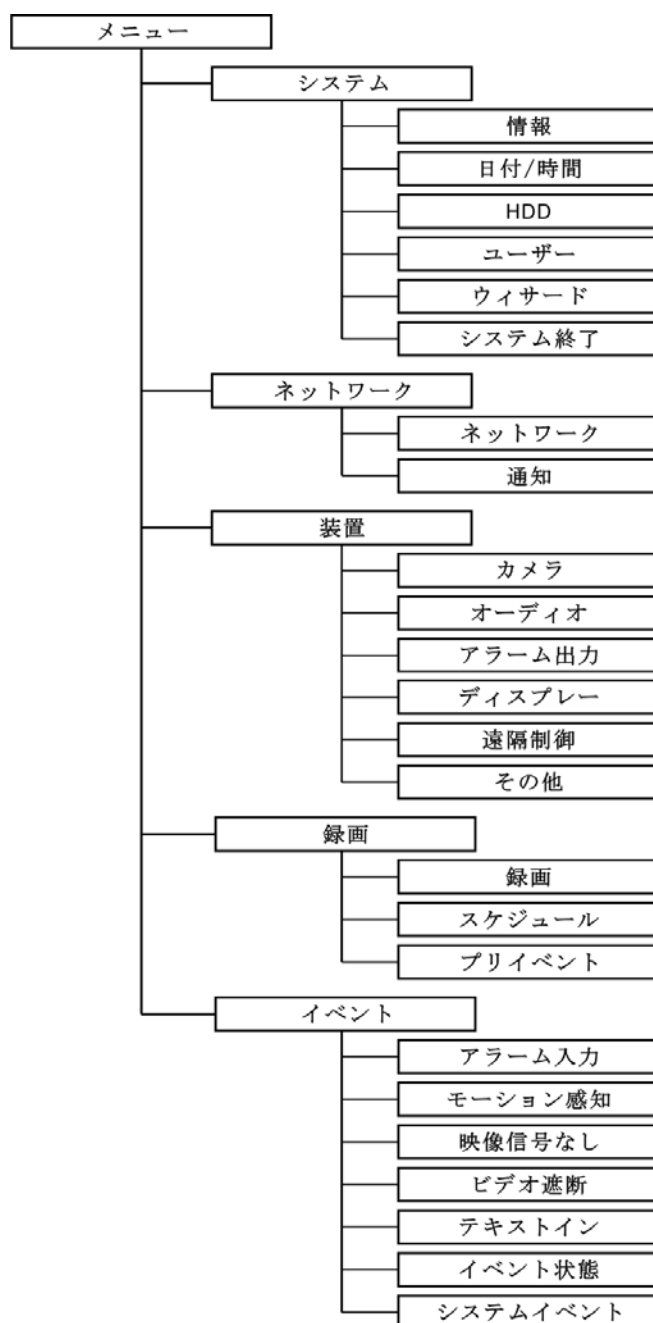 メニュー
システム
情報
日付/時間
HDD
ユーザー
ウィサード
システム終了
ネットワーク
ネットワーク
通知
装置
カメラ
オーディオ
アラーム出力
ディスプレー
遠隔制御
その他
録画
録画
スケジュール
プリイベント
イベント
アラーム入力
モーション感知
映像信号なし
ビデオ遮断
テキストイン
イベント状態
システムイベント